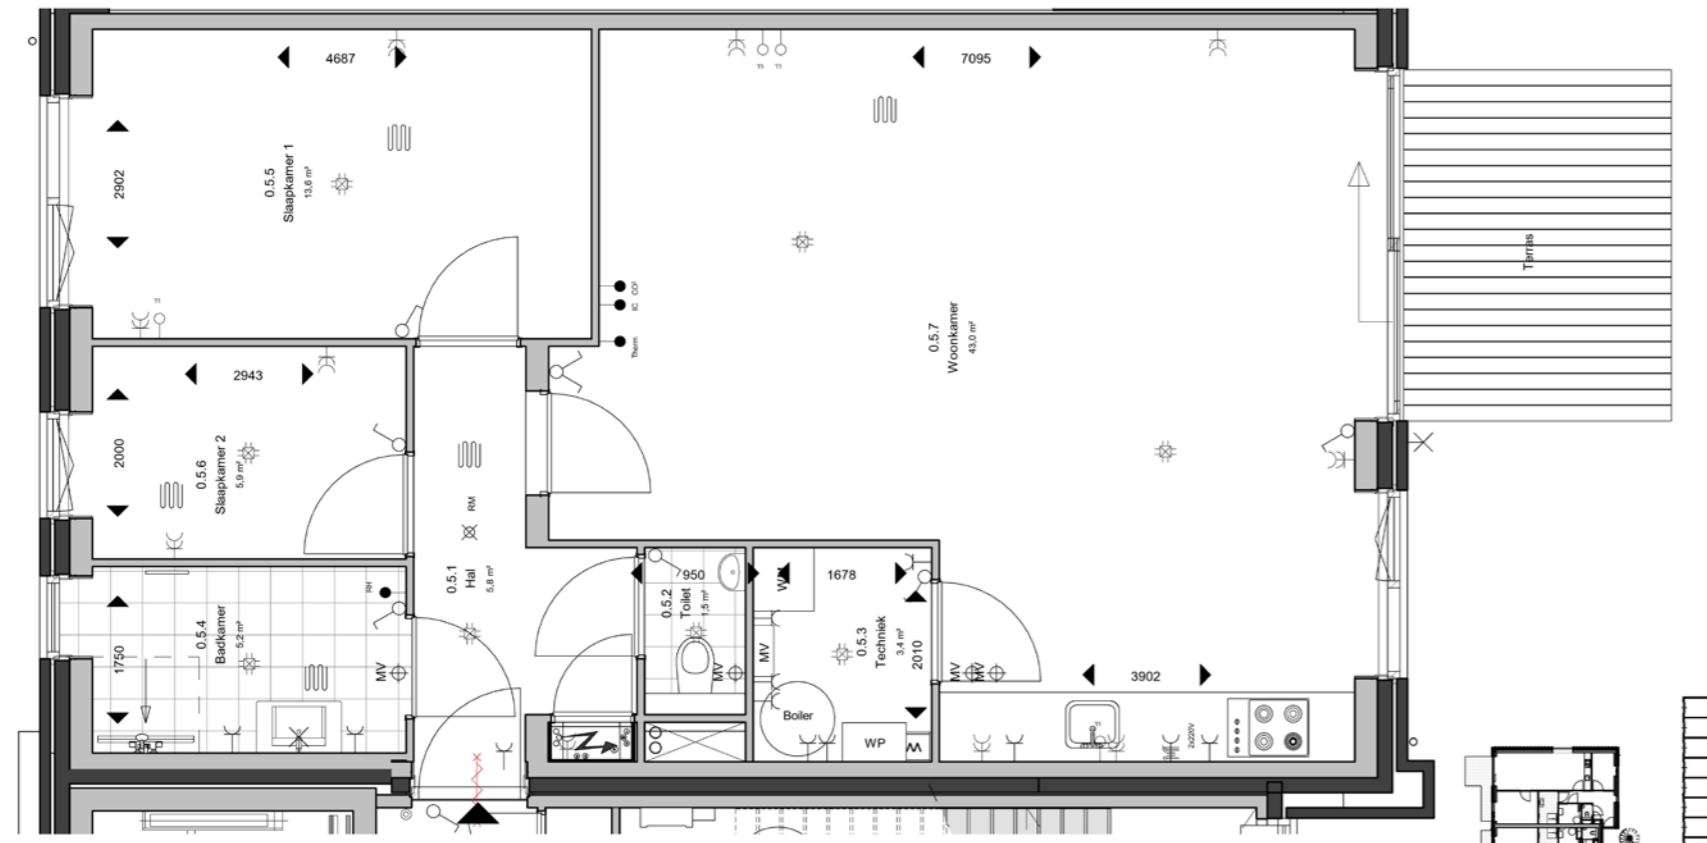 4687
7095
TI
TI
2902
0.5.5
Slaapkamer 1
13,6 m²
TI
CO²
IC
Therm
0.5.7
Woonkamer
43,0 m²
Terras
2943
2000
0.5.6
Slaapkamer 2
5,9 m²
RM
0.5.1
Hal
5,8 m²
950
0.5.2
Toilet
1,5 m²
MV
1678
WM
MV
0.5.3
Techniek
3,4 m²
2010
Boiler
WP
MV
MV
3902
TI
2x220V
RH
1750
0.5.4
Badkamer
5,2 m²
MV